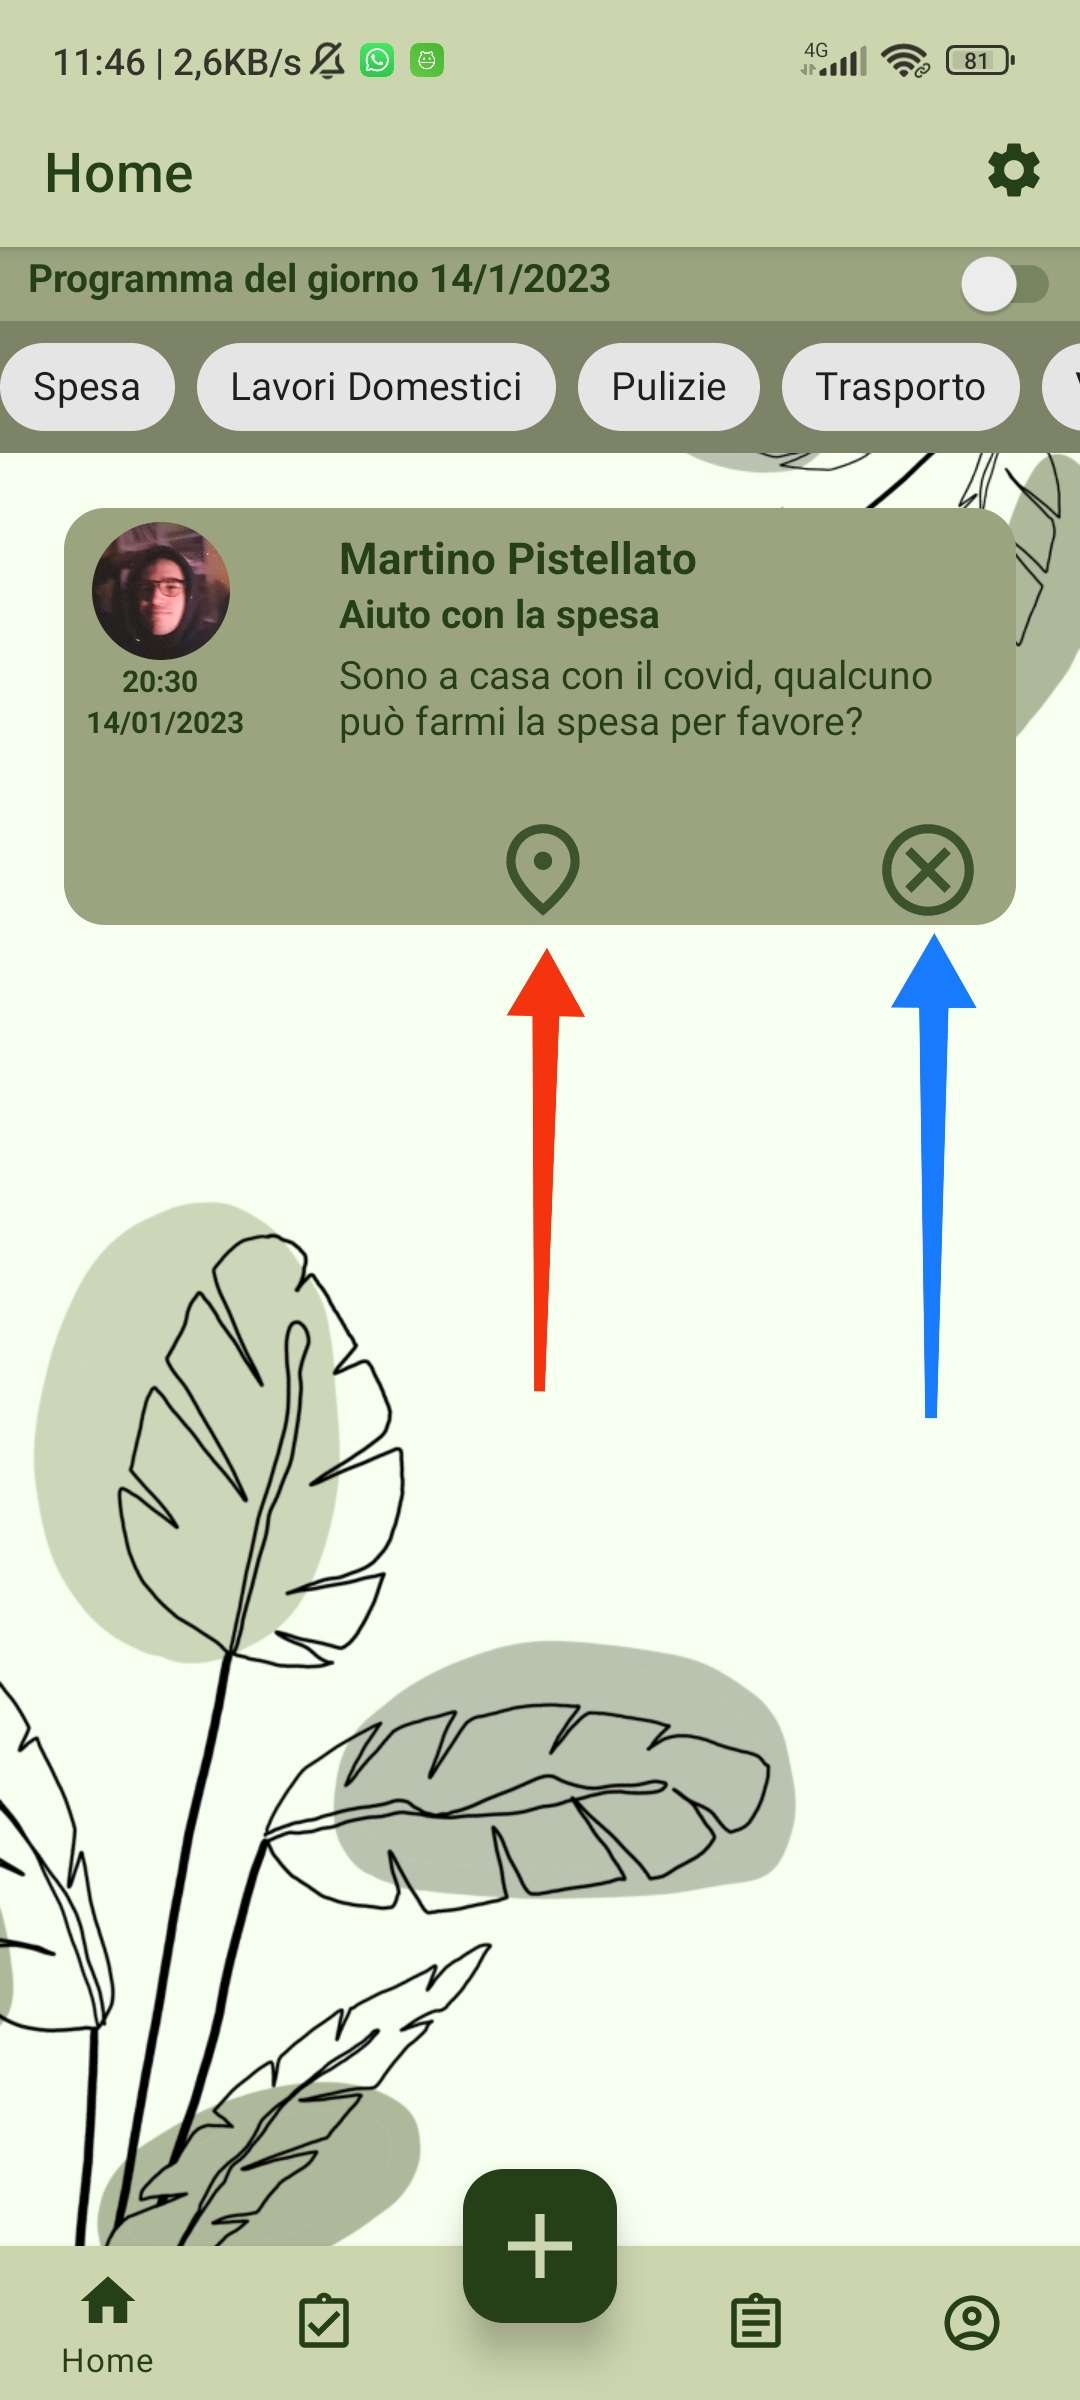 11:46 | 2,6KB/s
4G
81
Home
Programma del giorno 14/1/2023
Spesa
Lavori Domestici
Pulizie
Trasporto
Martino Pistellato
Aiuto con la spesa
Sono a casa con il covid, qualcuno
può farmi la spesa per favore?
20:30
14/01/2023
Home